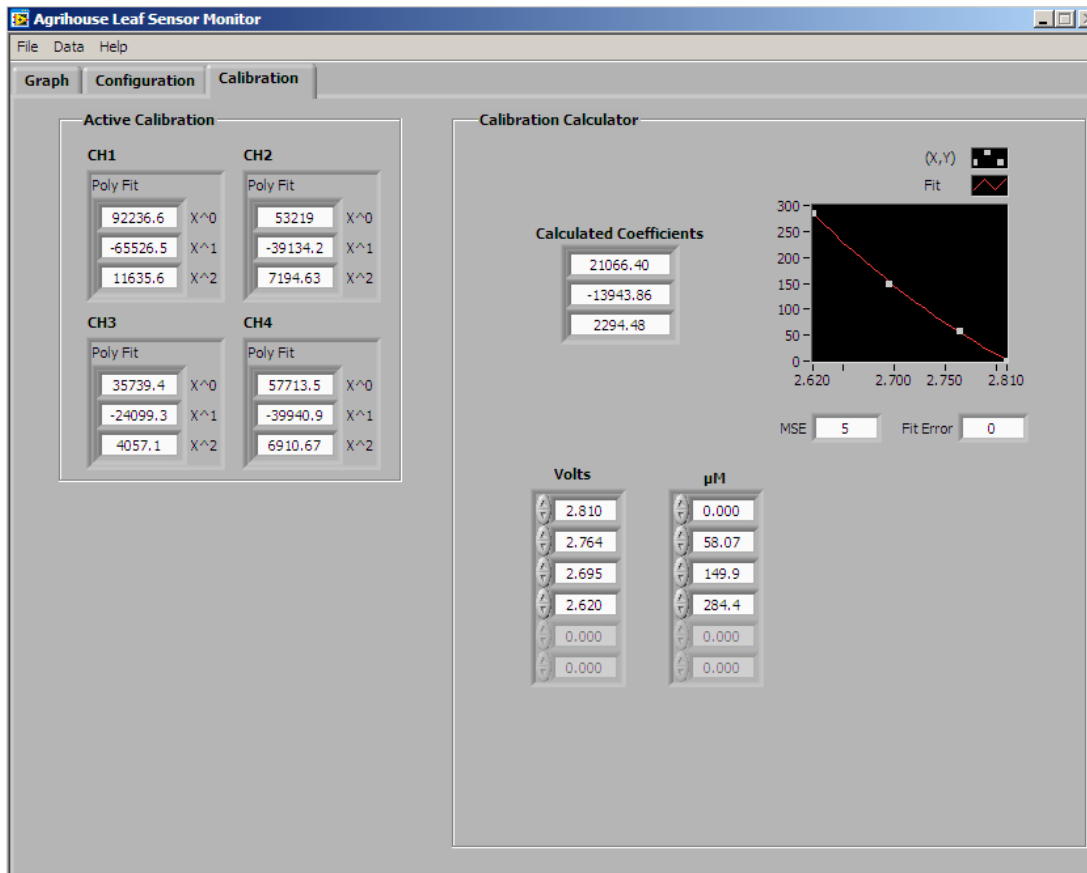 Agrihouse Leaf Sensor Monitor
File Data Help
Graph Configuration Calibration
Active Calibration
CH1
Poly Fit
92236.6 X^0
-65526.5 X^1
11635.6 X^2
CH2
Poly Fit
53219 X^0
-39134.2 X^1
7194.63 X^2
CH3
Poly Fit
35739.4 X^0
-24099.3 X^1
4057.1 X^2
CH4
Poly Fit
57713.5 X^0
-39940.9 X^1
6910.67 X^2
Calibration Calculator
Calculated Coefficients
21066.40
-13943.86
2294.48
(X,Y)
Fit
300
250
200
150
100
50
0
2.620 2.700 2.750 2.810
MSE 5 Fit Error 0
Volts µM
2.810 0.000
2.764 58.07
2.695 149.9
2.620 284.4
0.000 0.000
0.000 0.000